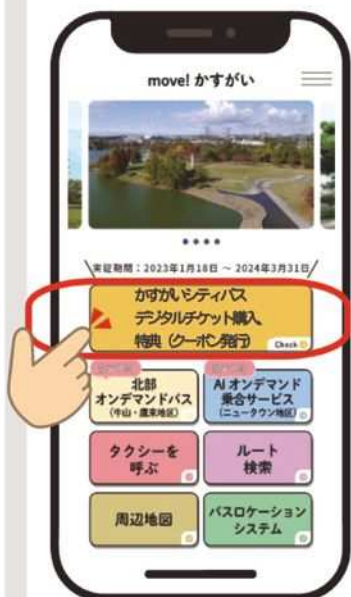 move! かすがい
実証期間：2023年1月18日 ～ 2024年3月31日
かすがいシティバス
デジタルチケット購入
特典（クーポン発行）
Check
北部
オンデマンドバス
（牛山・鷹来地区）
AIオンデマンド
乗合サービス
（ニュータウン地区）
タクシーを
呼ぶ
ルート
検索
周辺地図
バスロケーション
システム